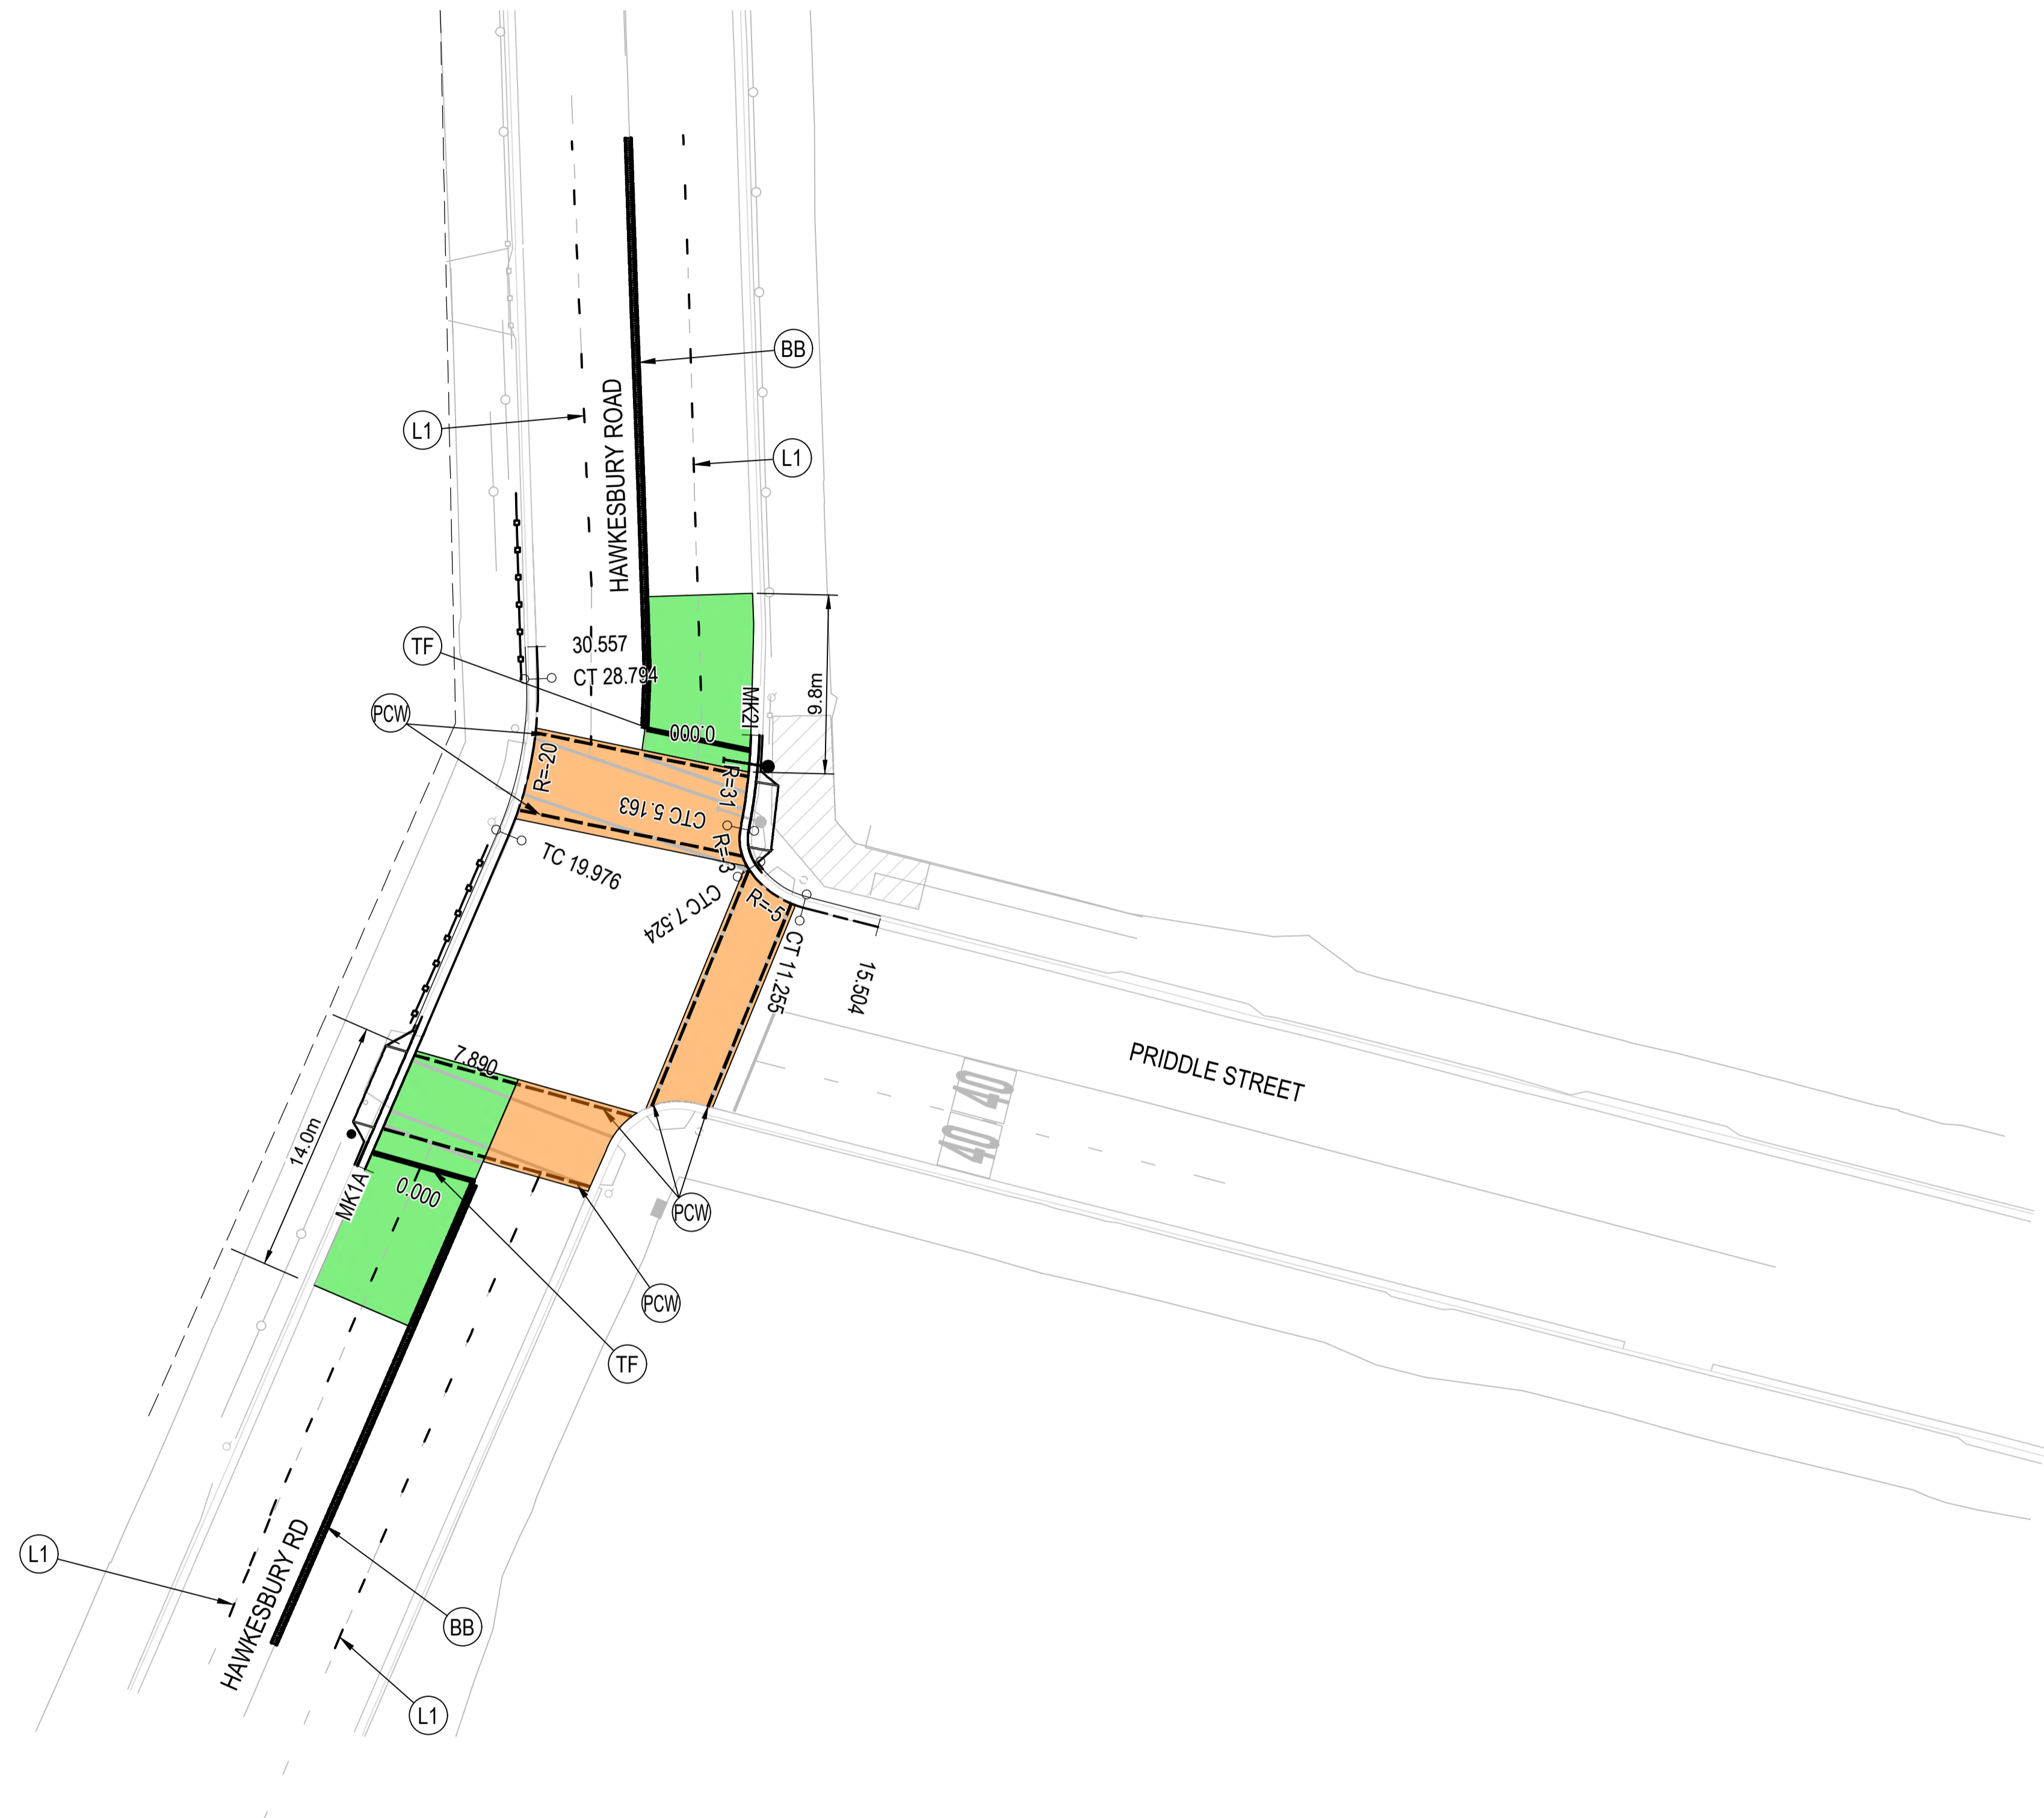 BB
HAWKESBURY ROAD
L1
L1
TF
30.557
CT 28.794
MK2I
9.8m
PCW
0.000
R=-20
R=31
CTC 5.163
R=-3
TC 19.976
CTC 7.524
R=-5
CT 11.255
15.504
7.890
PRIDDLE STREET
40
40
14.0m
MK1A
0.000
PCW
PCW
TF
HAWKESBURY RD
L1
BB
L1